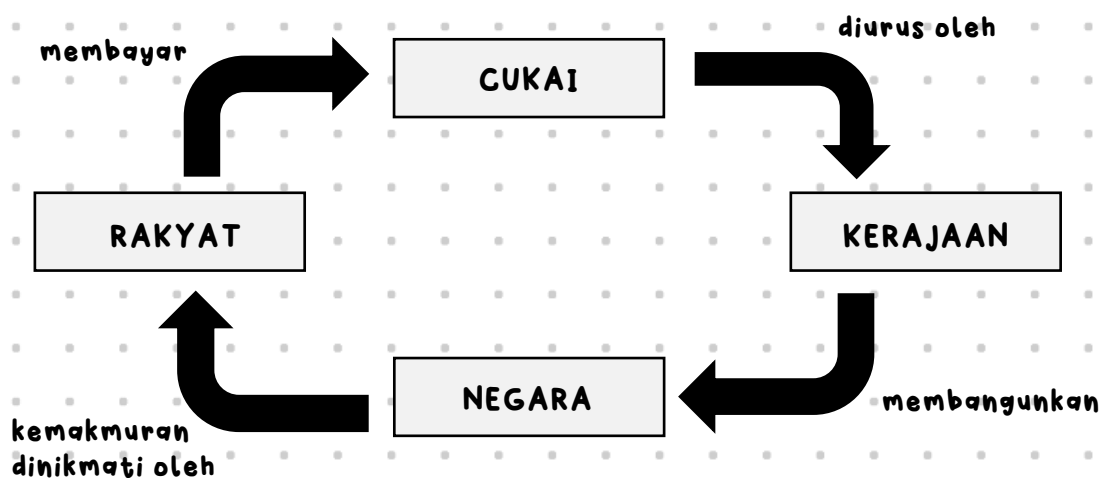 membayar
CUKAI
diurus oleh
RAKYAT
KERAJAAN
NEGARA
membangunkan
kemakmuran
dinikmati oleh